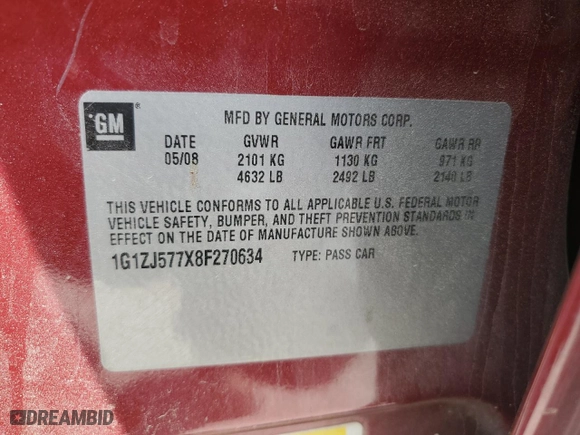 GM ® MFD BY GENERAL MOTORS CORP.
DATE GVWR GAWR FRT GAWR RR
05/08 2101 KG 1130 KG 971 KG
4632 LB 2492 LB 2140 LB
THIS VEHICLE CONFORMS TO ALL APPLICABLE U.S. FEDERAL MOTOR
VEHICLE SAFETY, BUMPER, AND THEFT PREVENTION STANDARDS IN
EFFECT ON THE DATE OF MANUFACTURE SHOWN ABOVE.
1G1ZJ577X8F270634 TYPE: PASS CAR
DREAMBID